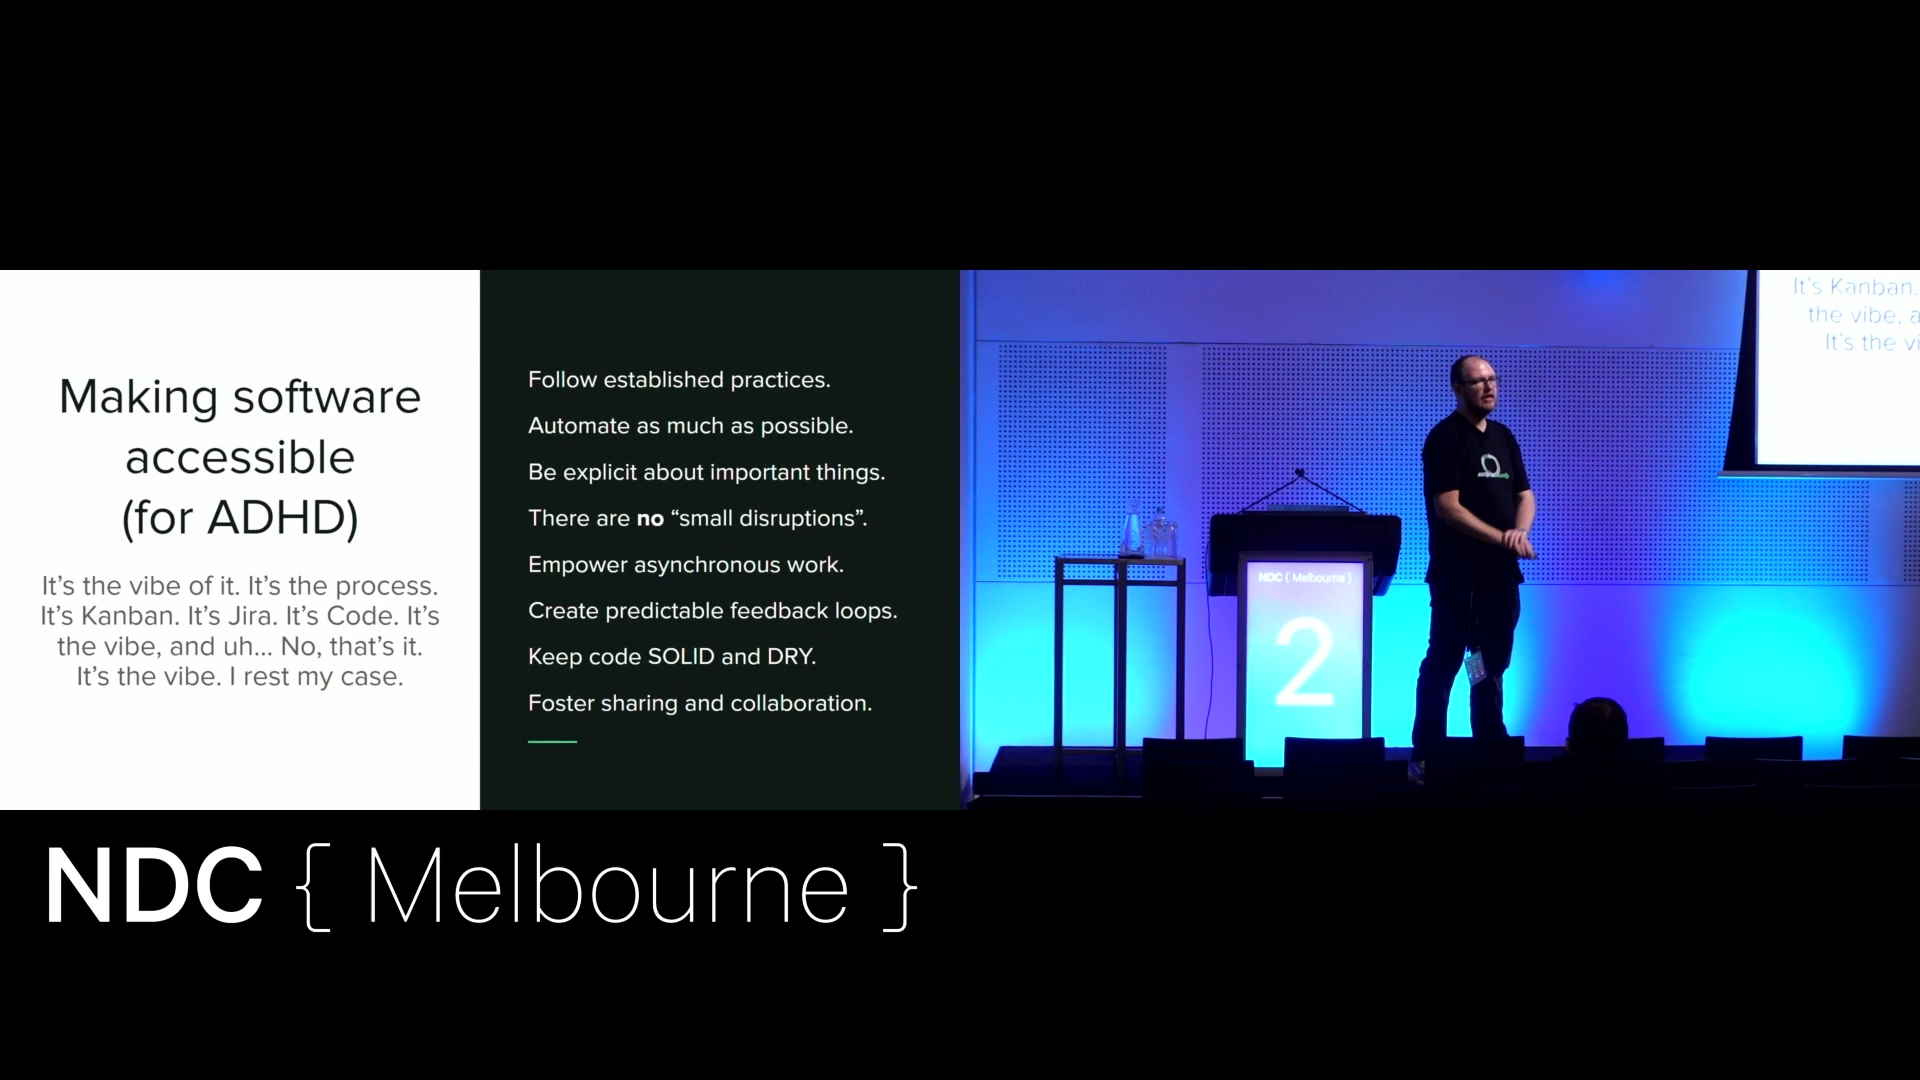 Making software
accessible
(for ADHD)
It’s the vibe of it. It’s the process.
It’s Kanban. It’s Jira. It’s Code. It’s
the vibe, and uh... No, that’s it.
It’s the vibe. I rest my case.
Follow established practices.
Automate as much as possible.
Be explicit about important things.
There are no “small disruptions”.
Empower asynchronous work.
Create predictable feedback loops.
Keep code SOLID and DRY.
Foster sharing and collaboration.
It’s Kanban.
the vibe, a
It’s the vi
NDC { Melbourne }
2
NDC { Melbourne }